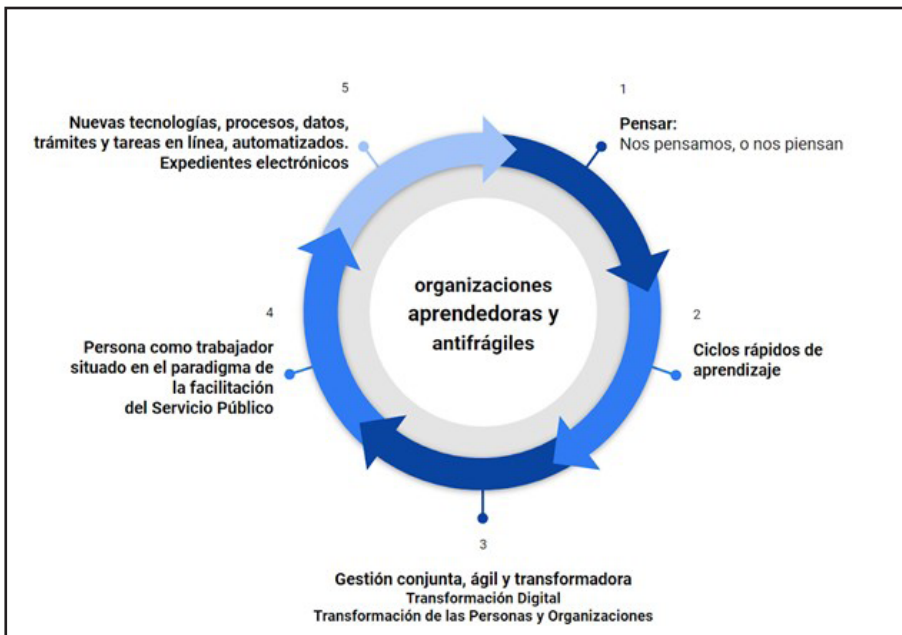 1
Pensar:
Nos pensamos, o nos piensan
2
Ciclos rápidos de
aprendizaje
3
Gestión conjunta, ágil y transformadora
Transformación Digital
Transformación de las Personas y Organizaciones
4
Persona como trabajador
situado en el paradigma de
la facilitación
del Servicio Público
5
Nuevas tecnologías, procesos, datos,
trámites y tareas en línea, automatizados.
Expedientes electrónicos
organizaciones
aprendedoras y
antifrágiles